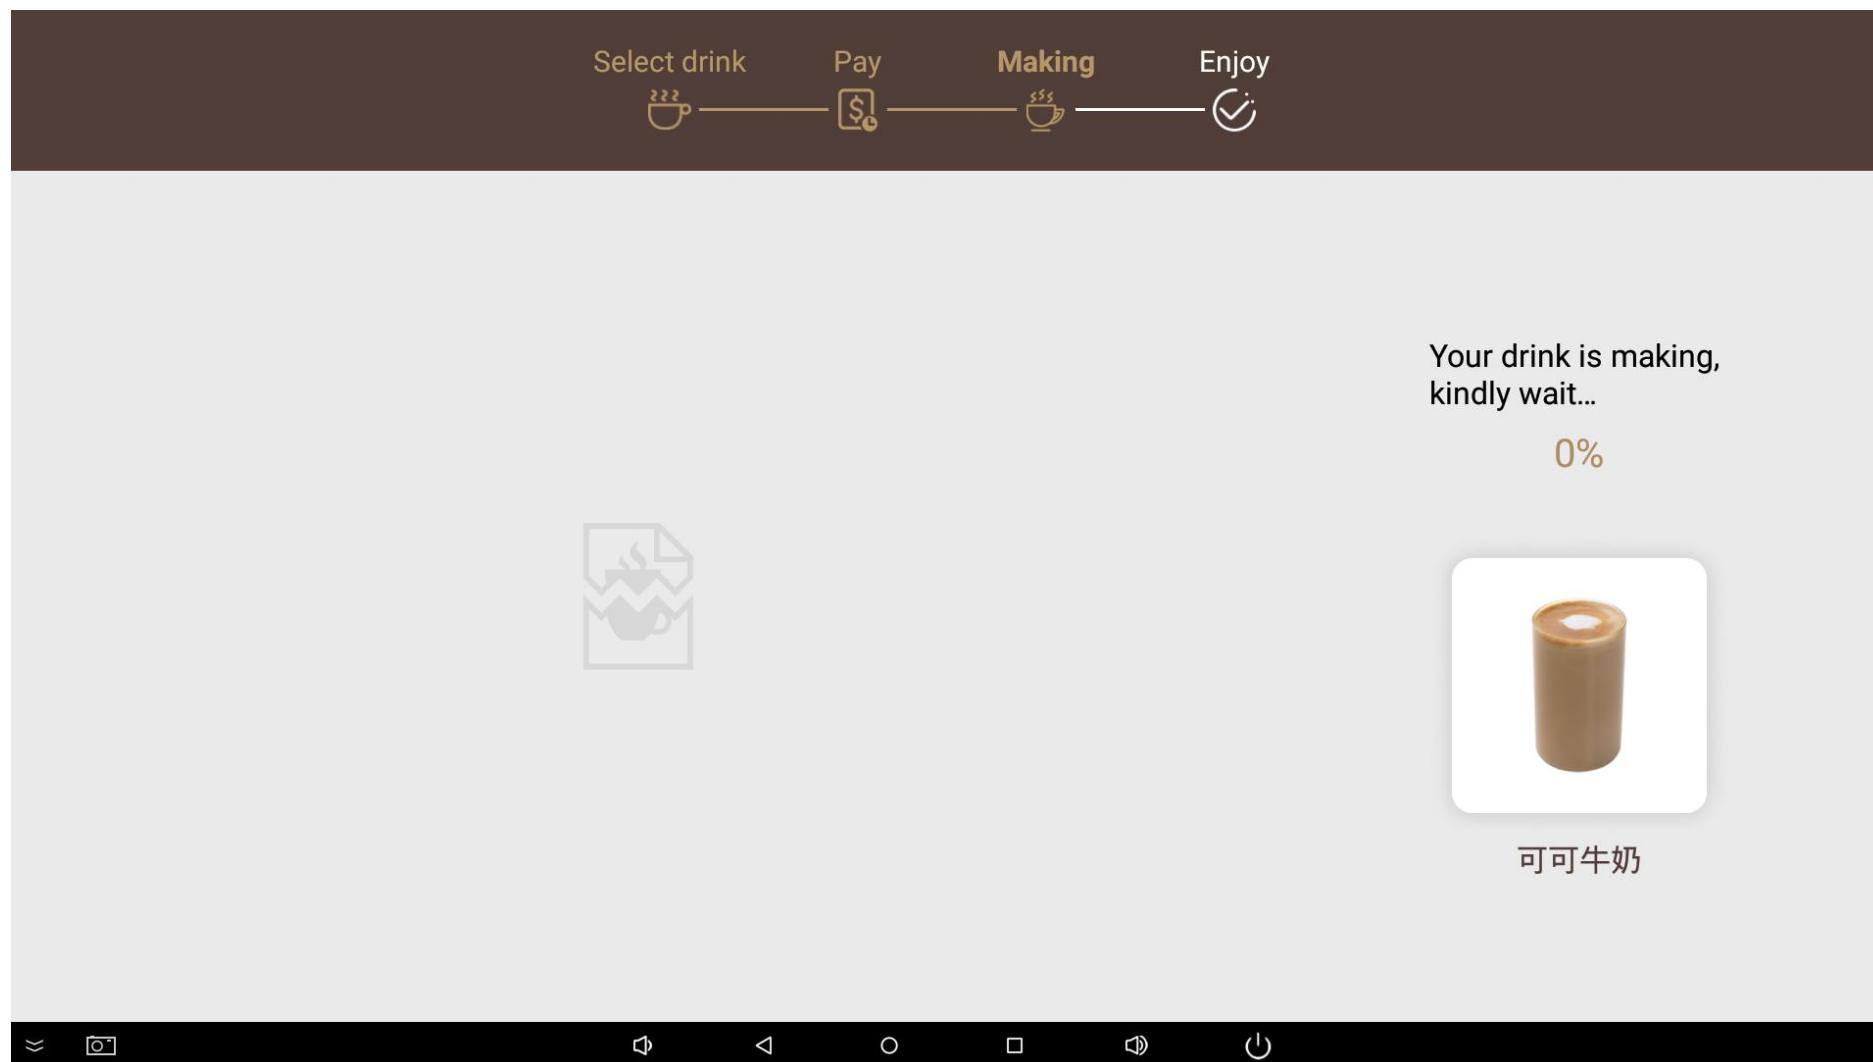 Select drink
Pay
Making
Enjoy
Your drink is making,
kindly wait…
0%
可可牛奶